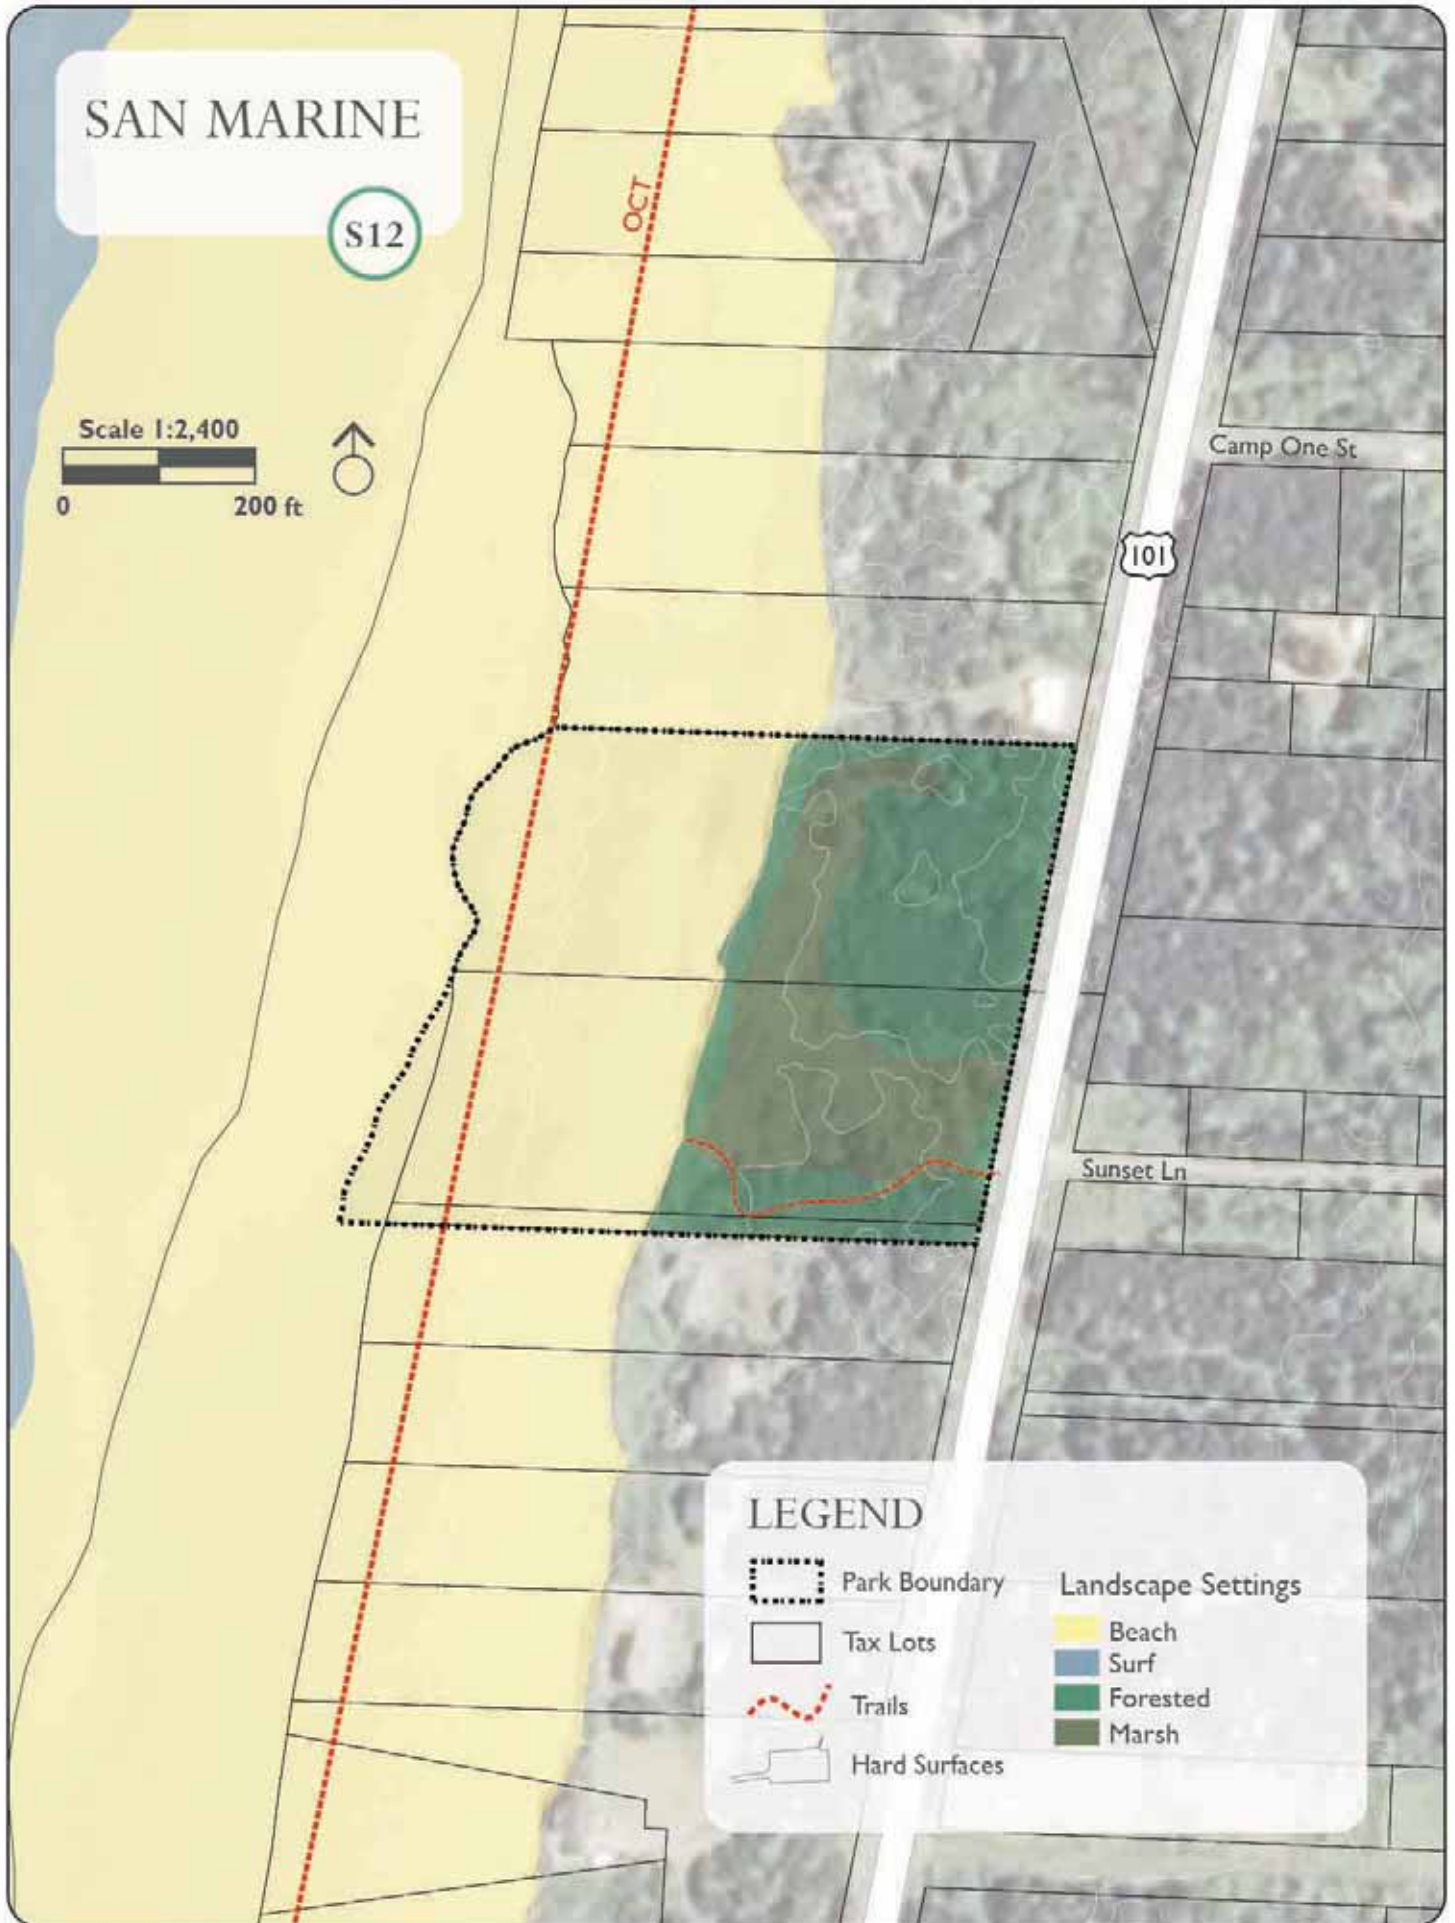 SAN MARINE
S12
OCT
Scale 1:2,400
0 200 ft
Camp One St
101
Sunset Ln
LEGEND
Park Boundary
Tax Lots
Trails
Hard Surfaces
Landscape Settings
Beach
Surf
Forested
Marsh